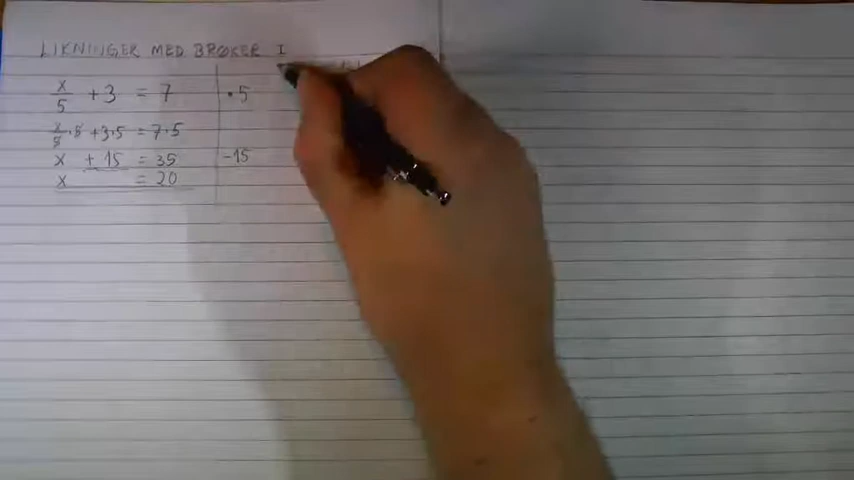 LIKNINGER MED BRØKER I
x/5 + 3 = 7 | · 5
x/5 · 5 + 3 · 5 = 7 · 5
x + 15 = 35 | -15
x = 20